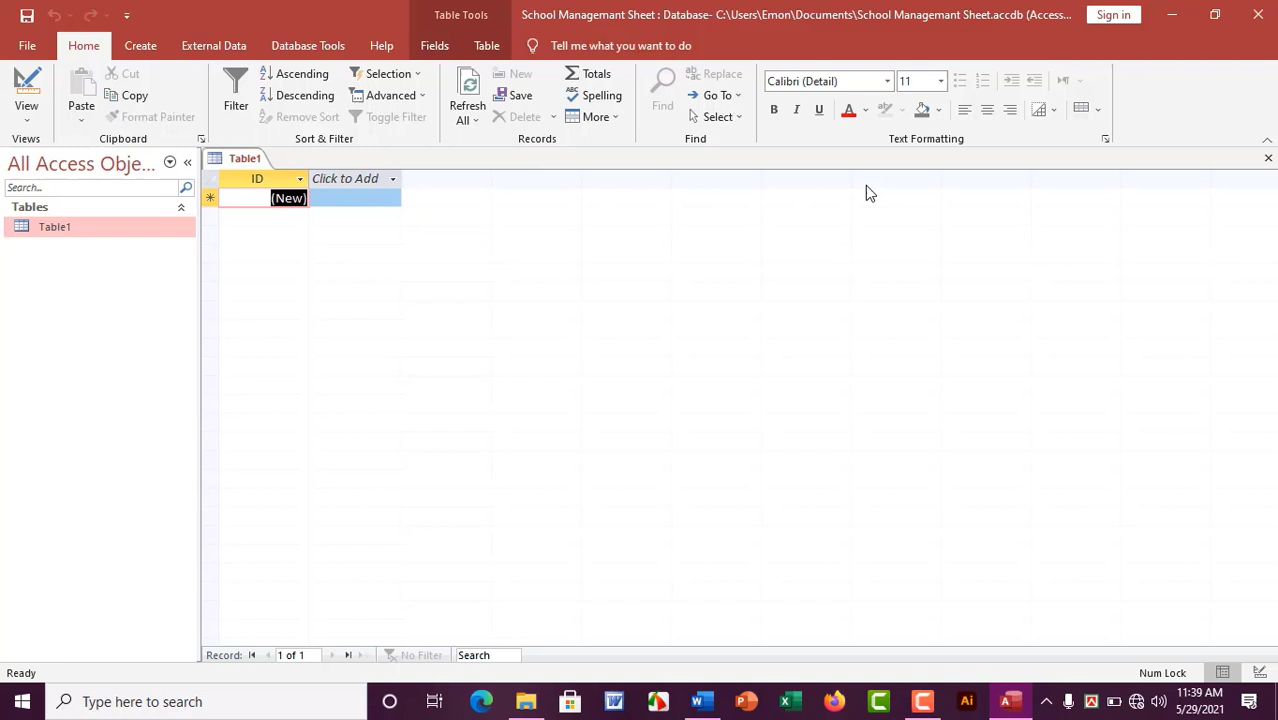 Table Tools
School Managemant Sheet : Database- C:\Users\Emon\Documents\School Managemant Sheet.accdb (Access...
Sign in
File
Home
Create
External Data
Database Tools
Help
Fields
Table
Tell me what you want to do
View
Paste
Cut
Copy
Format Painter
Filter
Ascending
Descending
Remove Sort
Selection
Advanced
Toggle Filter
Refresh
All
New
Save
Delete
Totals
Spelling
More
Find
Replace
Go To
Select
Calibri (Detail)
11
B I U A
Views
Clipboard
Sort & Filter
Records
Find
Text Formatting
All Access Obje...
Search...
Tables
Table1
Table1
ID
Click to Add
(New)
Record:
1 of 1
No Filter
Search
Ready
Num Lock
Type here to search
W
Ai
A
11:39 AM
5/29/2021